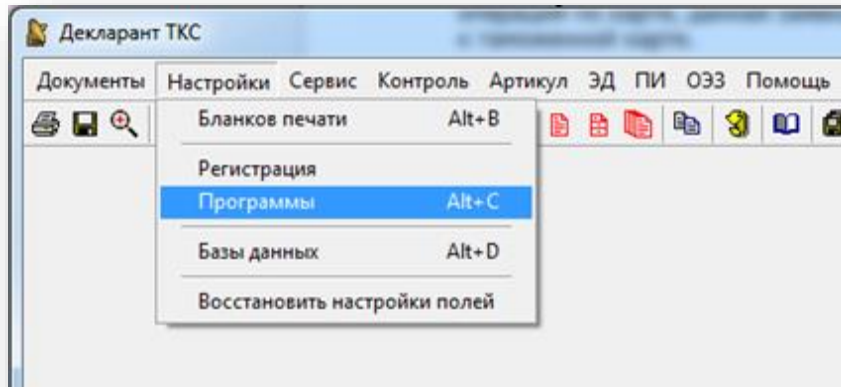 Декларант ТКС
Документы Настройки Сервис Контроль Артикул ЭД ПИ ОЭЗ Помощь
Бланков печати Alt+B
Регистрация
Программы Alt+C
Базы данных Alt+D
Восстановить настройки полей